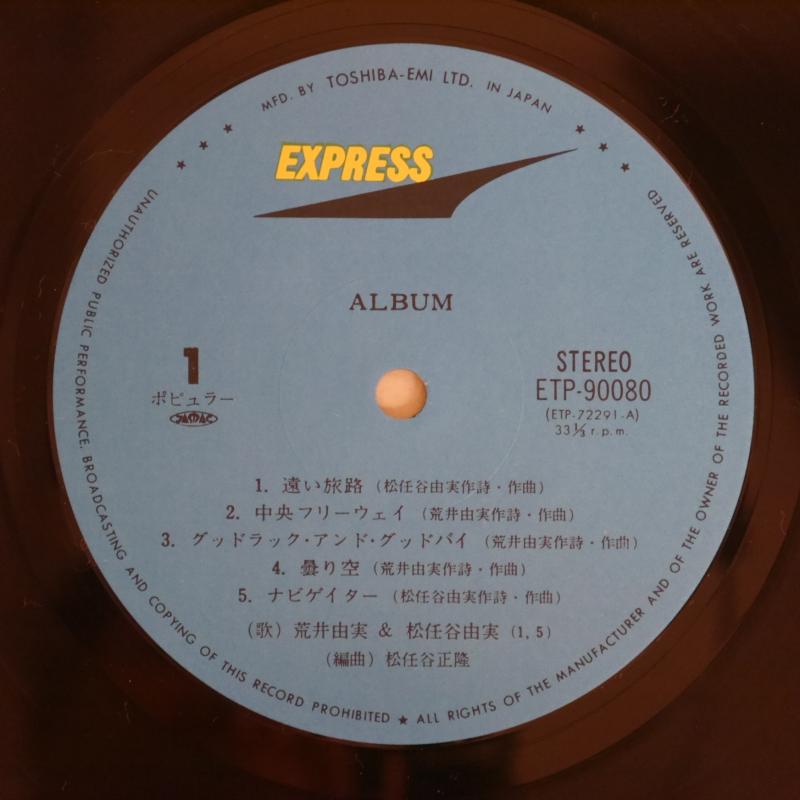 MFD. BY TOSHIBA-EMI LTD. IN JAPAN
EXPRESS
ALBUM
1
ポピュラー
JASRAC
STEREO
ETP-90080
(ETP-72291-A)
33⅓ r.p.m.
1. 遠い旅路 (松任谷由実作詩・作曲)
2. 中央フリーウェイ (荒井由実作詩・作曲)
3. グッドラック・アンド・グッドバイ (荒井由実作詩・作曲)
4. 曇り空 (荒井由実作詩・作曲)
5. ナビゲイター (松任谷由実作詩・作曲)
(歌) 荒井由実 & 松任谷由実 (1, 5)
(編曲) 松任谷正隆
UNAUTHORIZED PUBLIC PERFORMANCE, BROADCASTING AND COPYING OF THIS RECORD PROHIBITED ★ ALL RIGHTS OF THE MANUFACTURER AND OF THE OWNER OF THE RECORDED WORK ARE RESERVED